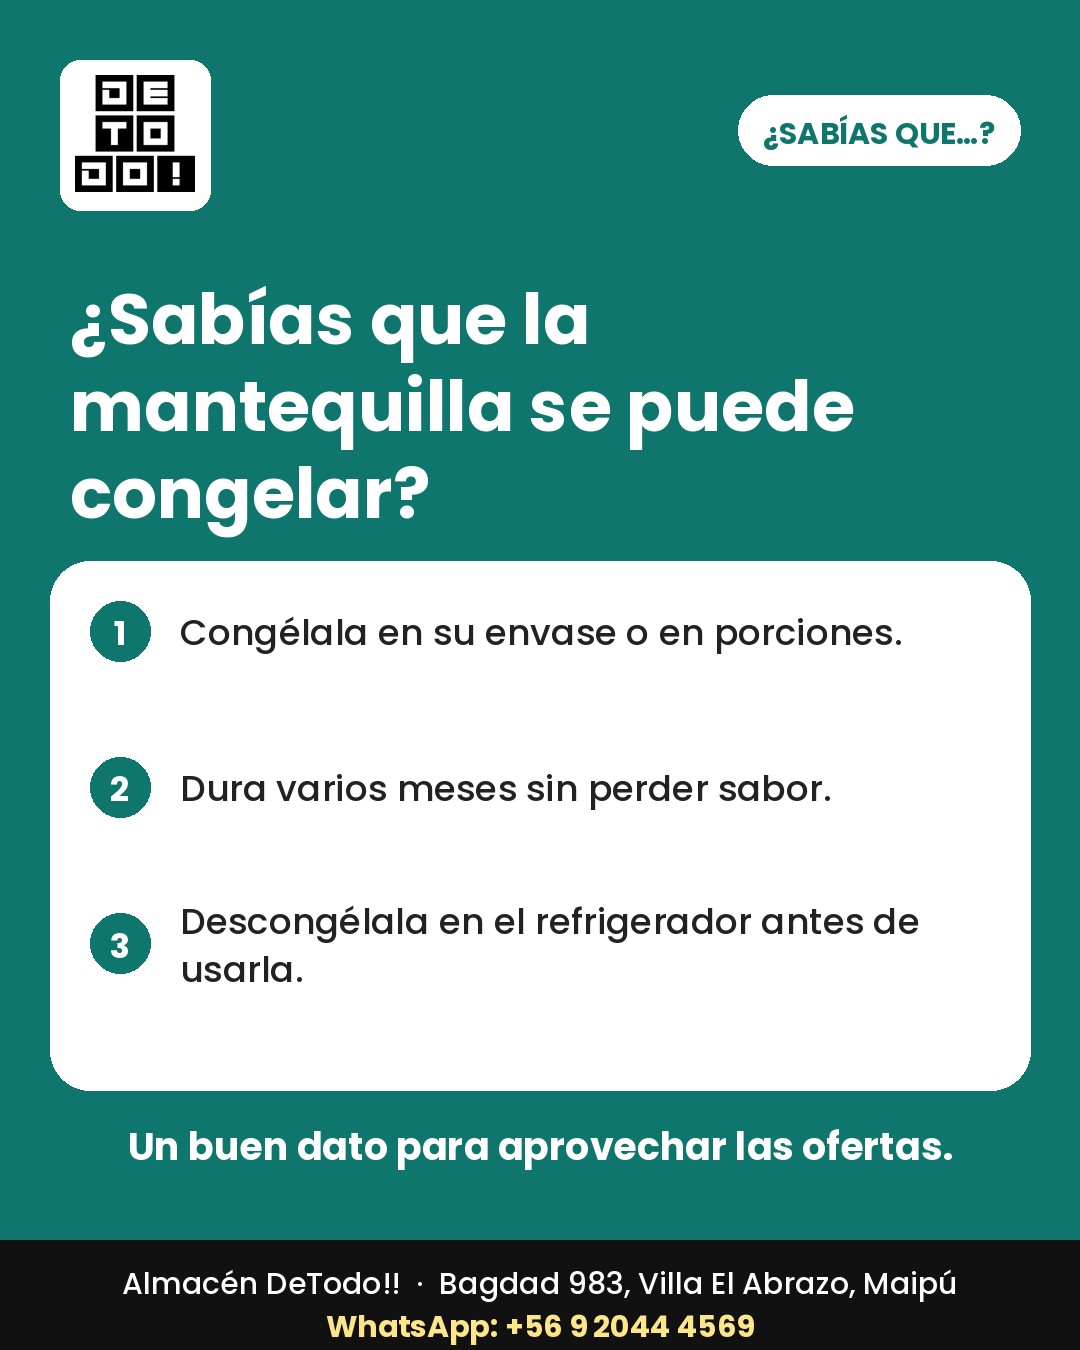 DE
TO
DO!
¿SABÍAS QUE...?
¿Sabías que la
mantequilla se puede
congelar?
1 Congélala en su envase o en porciones.
2 Dura varios meses sin perder sabor.
3 Descongélala en el refrigerador antes de
usarla.
Un buen dato para aprovechar las ofertas.
Almacén DeTodo!! · Bagdad 983, Villa El Abrazo, Maipú
WhatsApp: +56 9 2044 4569